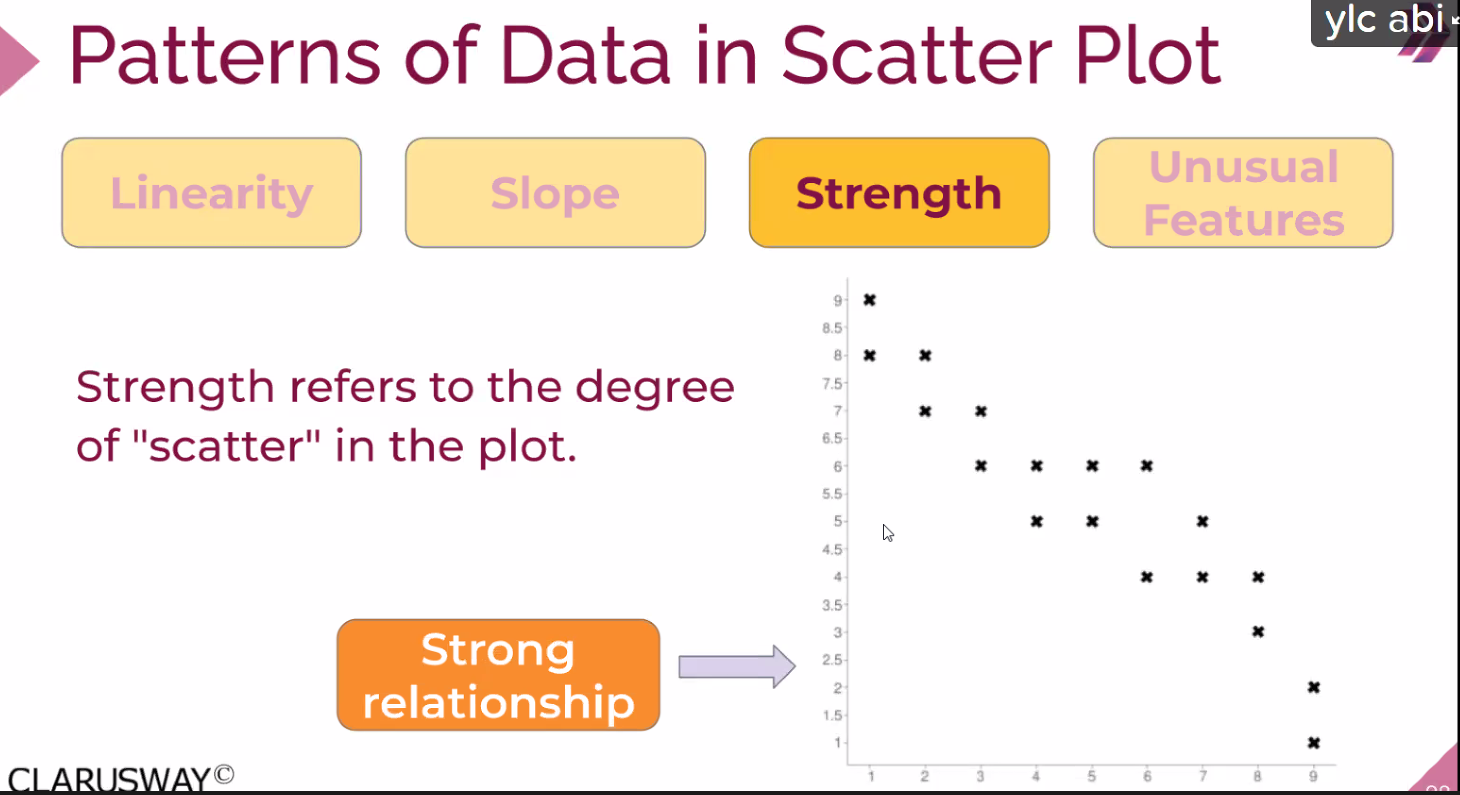 ylc abi
Patterns of Data in Scatter Plot
Linearity
Slope
Strength
Unusual
Features
Strength refers to the degree
of "scatter" in the plot.
Strong
relationship
9
8.5
8
7.5
7
6.5
6
5.5
5
4.5
4
3.5
3
2.5
2
1.5
1
1 2 3 4 5 6 7 8 9
CLARUSWAY©